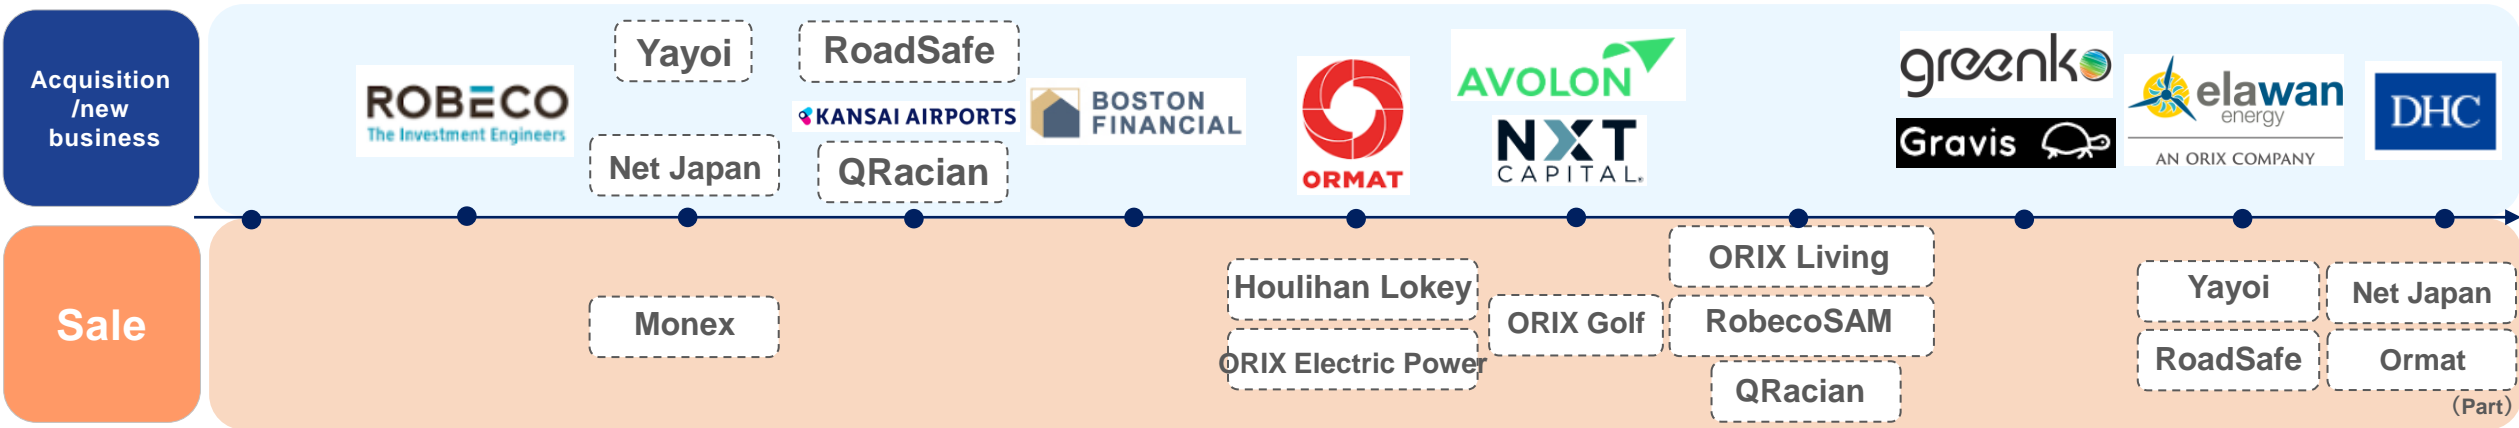 Acquisition
/new
business
ROBECO
The Investment Engineers
Yayoi
Net Japan
RoadSafe
KANSAI AIRPORTS
QRacian
BOSTON
FINANCIAL
ORMAT
AVOLON
NXT
CAPITAL.
greenko
Gravis
elawan
energy
AN ORIX COMPANY
DHC
Sale
Monex
Houlihan Lokey
ORIX Electric Power
ORIX Golf
ORIX Living
RobecoSAM
QRacian
Yayoi
RoadSafe
Net Japan
Ormat
（Part）